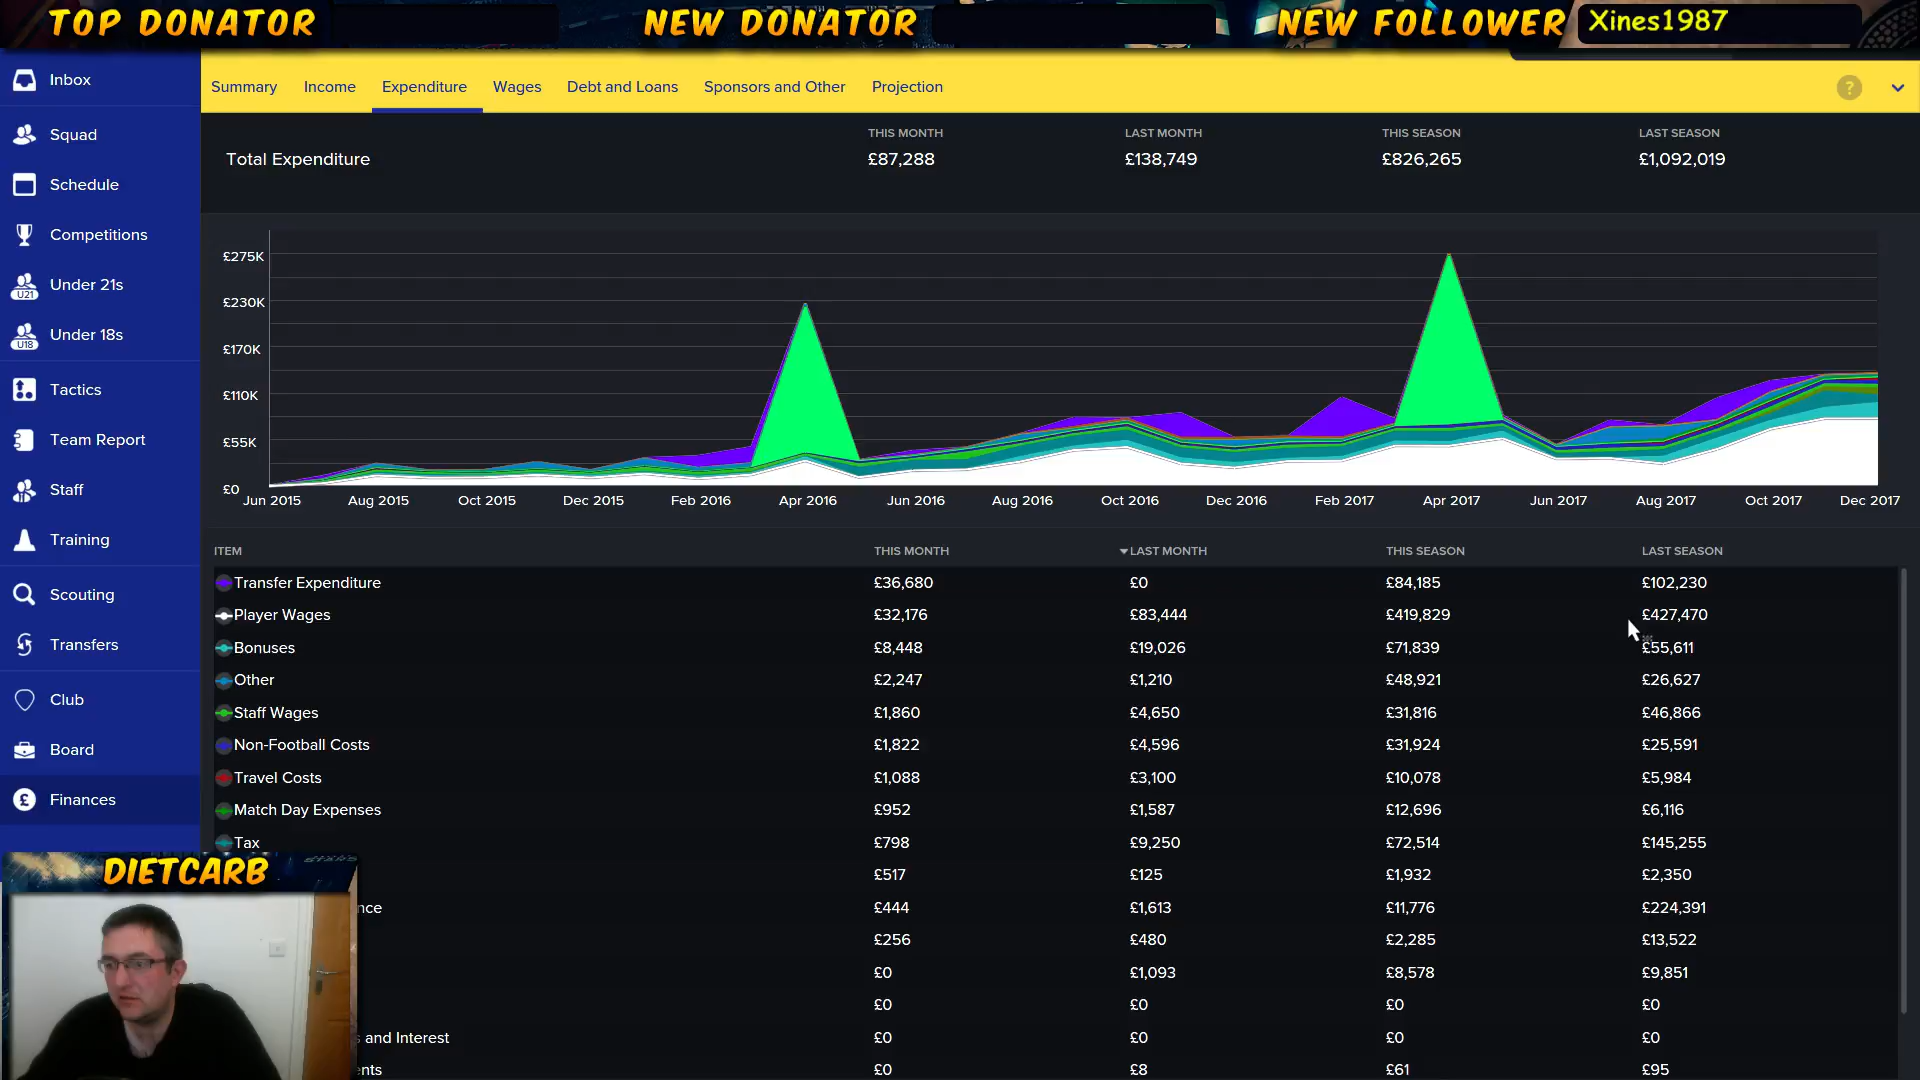 TOP DONATOR NEW DONATOR NEW FOLLOWER Xines1987
Inbox
Squad
Schedule
Competitions
U21 Under 21s
U18 Under 18s
Tactics
Team Report
Staff
Training
Scouting
Transfers
Club
Board
£ Finances
DIETCARB
Summary Income Expenditure Wages Debt and Loans Sponsors and Other Projection ?
THIS MONTH LAST MONTH THIS SEASON LAST SEASON
Total Expenditure £87,288 £138,749 £826,265 £1,092,019
£275K
£230K
£170K
£110K
£55K
£0
Jun 2015 Aug 2015 Oct 2015 Dec 2015 Feb 2016 Apr 2016 Jun 2016 Aug 2016 Oct 2016 Dec 2016 Feb 2017 Apr 2017 Jun 2017 Aug 2017 Oct 2017 Dec 2017
ITEM THIS MONTH LAST MONTH THIS SEASON LAST SEASON
Transfer Expenditure £36,680 £0 £84,185 £102,230
Player Wages £32,176 £83,444 £419,829 £427,470
Bonuses £8,448 £19,026 £71,839 £55,611
Other £2,247 £1,210 £48,921 £26,627
Staff Wages £1,860 £4,650 £31,816 £46,866
Non-Football Costs £1,822 £4,596 £31,924 £25,591
Travel Costs £1,088 £3,100 £10,078 £5,984
Match Day Expenses £952 £1,587 £12,696 £6,116
Tax £798 £9,250 £72,514 £145,255
£517 £125 £1,932 £2,350
nce £444 £1,613 £11,776 £224,391
£256 £480 £2,285 £13,522
£0 £1,093 £8,578 £9,851
£0 £0 £0 £0
s and Interest £0 £0 £0 £0
ents £0 £8 £61 £95